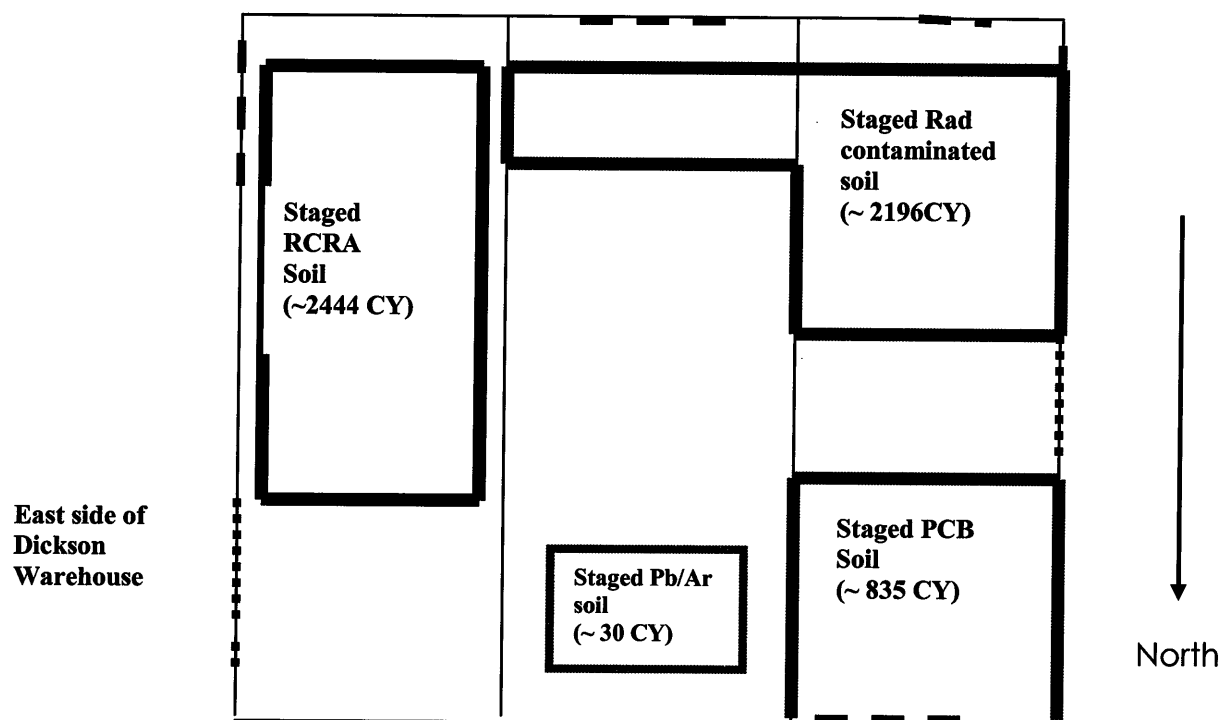 Staged Rad
contaminated
soil
(~ 2196CY)
Staged
RCRA
Soil
(~2444 CY)
East side of
Dickson
Warehouse
Staged Pb/Ar
soil
(~ 30 CY)
Staged PCB
Soil
(~ 835 CY)
North